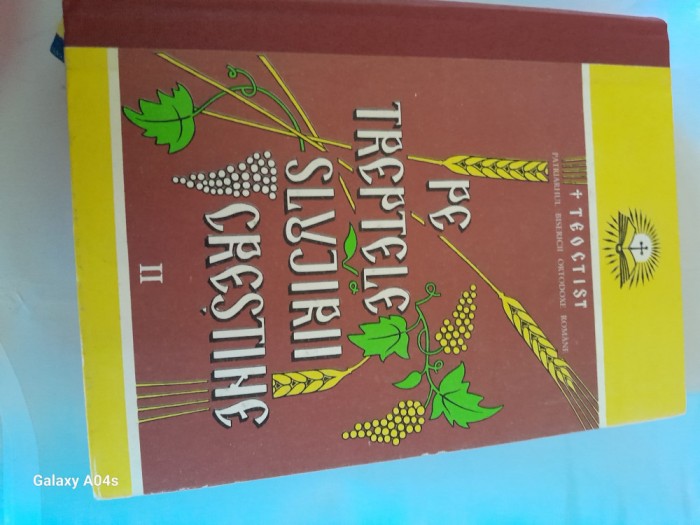 † TEOCTIST
PATRIARHUL BISERICII ORTODOXE ROMÂNE
PE
TREPTELE
SLUJIRII
CREȘTINE
II
Galaxy A04s